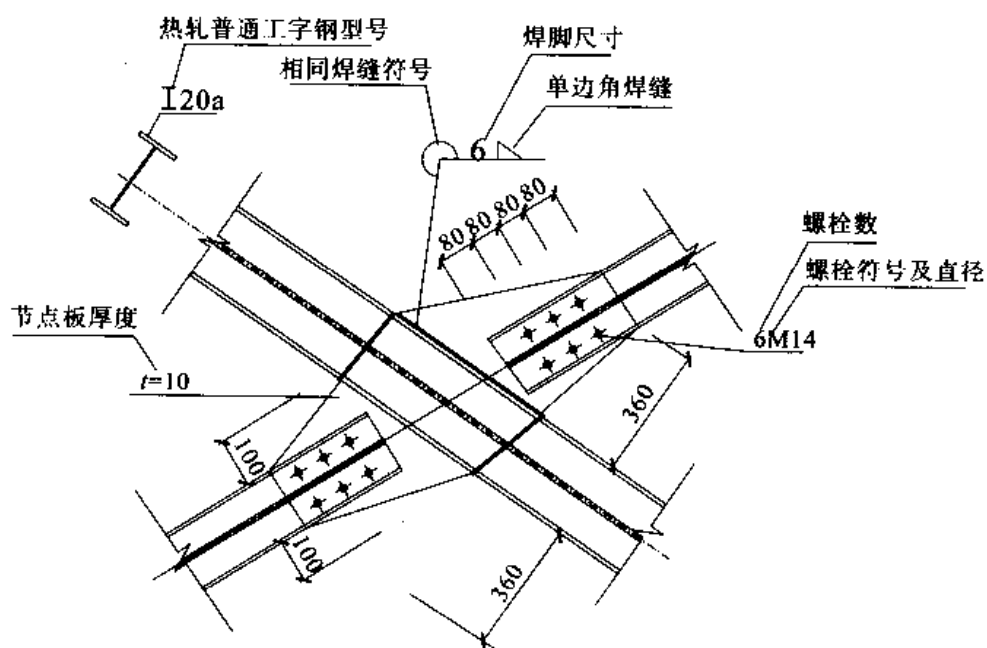 热轧普通工字钢型号
焊脚尺寸
相同焊缝符号
单边角焊缝
I20a
6
80
80
80
80
螺栓数
螺栓符号及直径
节点板厚度
6M14
t=10
360
100
100
360